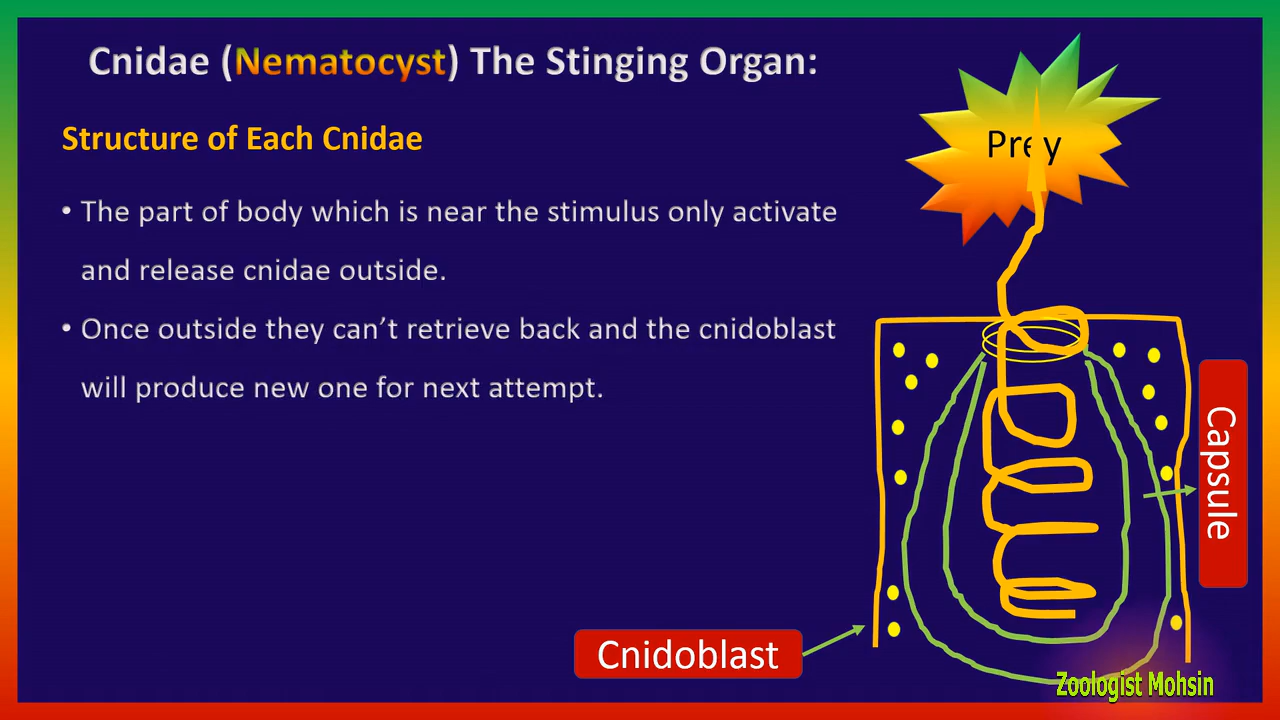 Cnidae (Nematocyst) The Stinging Organ:
Structure of Each Cnidae
• The part of body which is near the stimulus only activate
and release cnidae outside.
• Once outside they can’t retrieve back and the cnidoblast
will produce new one for next attempt.
Prey
Capsule
Cnidoblast
Zoologist Mohsin